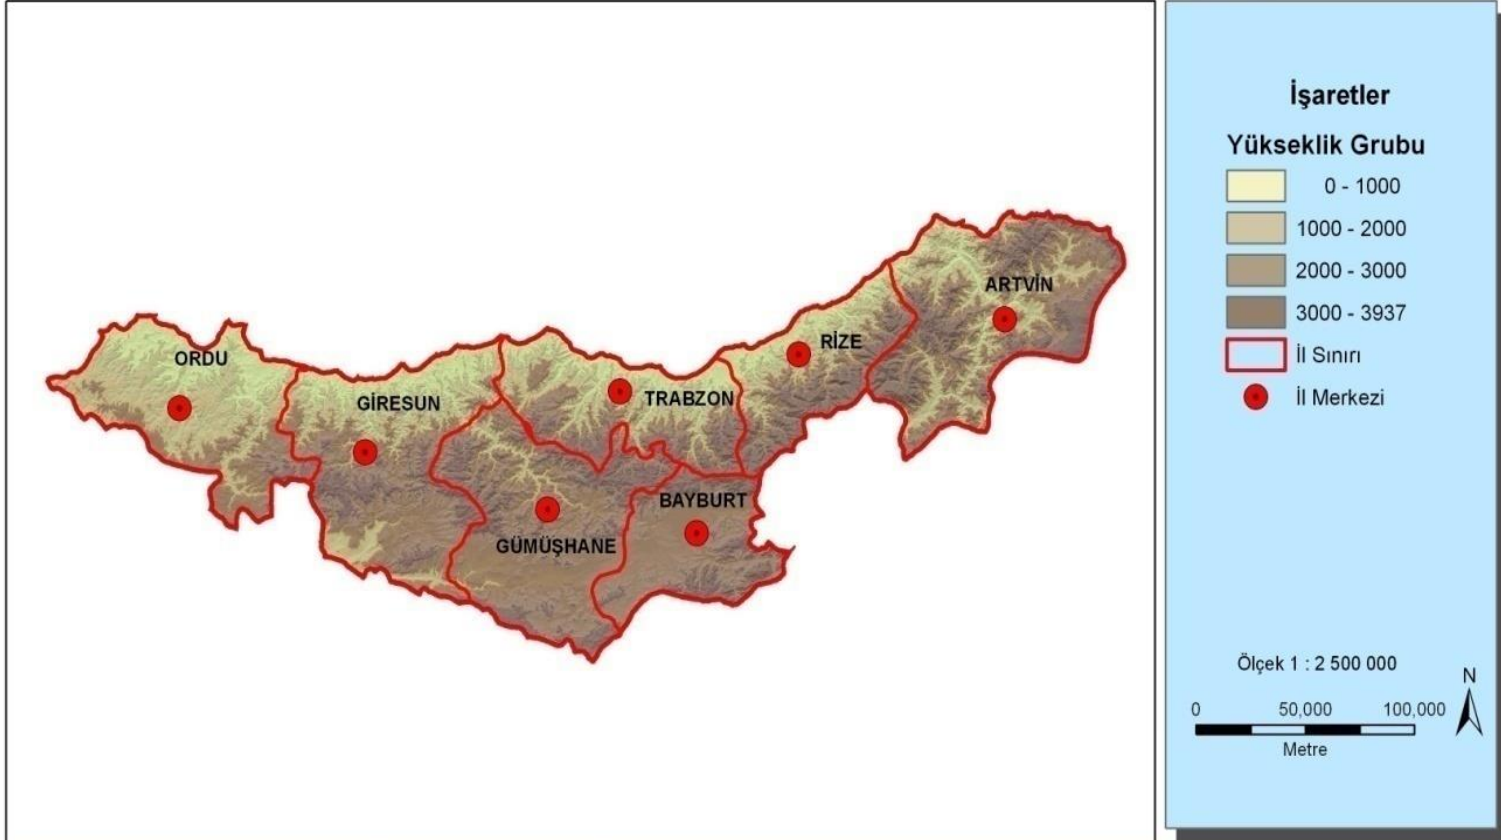 ORDU
GİRESUN
TRABZON
RİZE
ARTVİN
BAYBURT
GÜMÜŞHANE
İşaretler
Yükseklik Grubu
0 - 1000
1000 - 2000
2000 - 3000
3000 - 3937
İl Sınırı
İl Merkezi
Ölçek 1 : 2 500 000
N
0 50,000 100,000
Metre